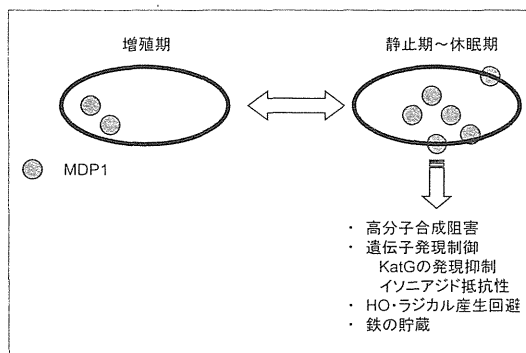 増殖期
静止期~休眠期
MDP1
・ 高分子合成阻害
・ 遺伝子発現制御
KatGの発現抑制
イソニアジド抵抗性
・ HO・ラジカル産生回避
・ 鉄の貯蔵